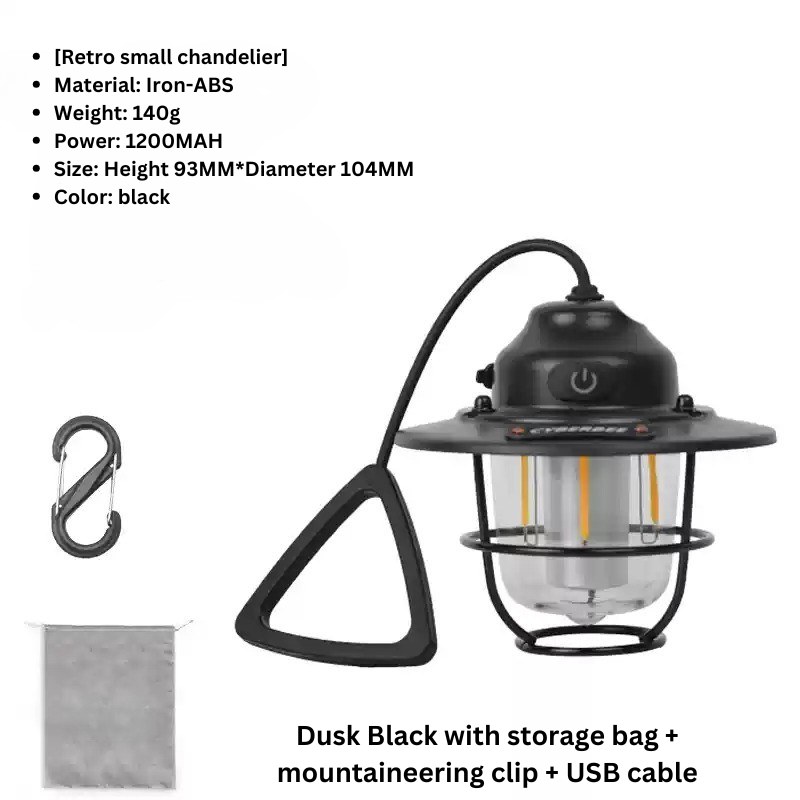 [Retro small chandelier]
Material: Iron-ABS
Weight: 140g
Power: 1200MAH
Size: Height 93MM*Diameter 104MM
Color: black
CYBERBEE
Dusk Black with storage bag +
mountaineering clip + USB cable